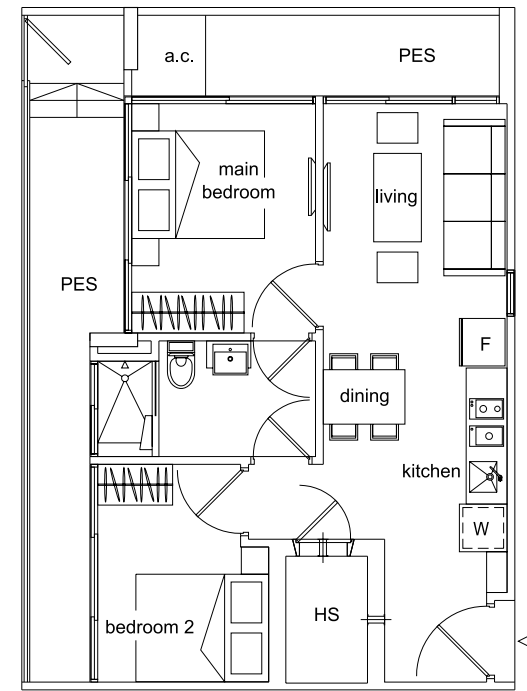 a.c.
PES
main
bedroom
living
PES
F
dining
kitchen
W
HS
bedroom 2